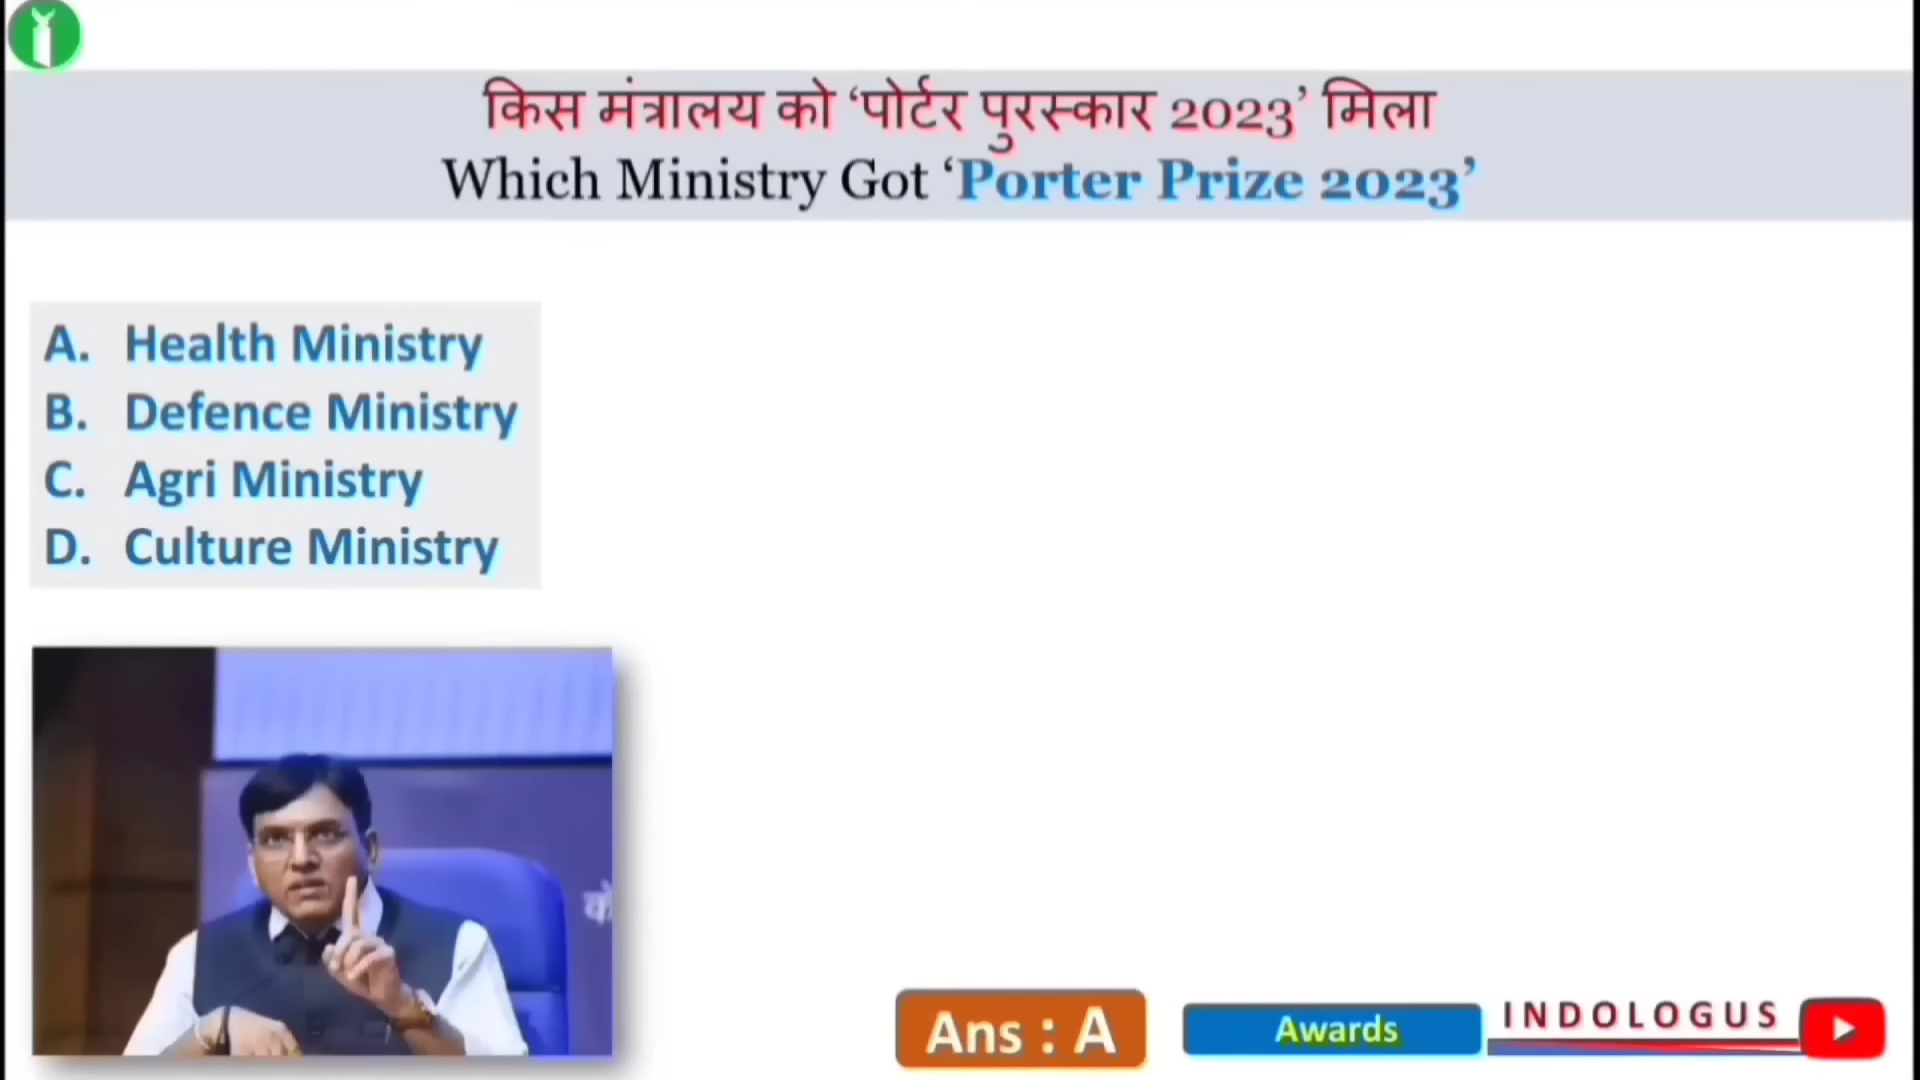 किस मंत्रालय को ‘पोर्टर पुरस्कार 2023’ मिला
Which Ministry Got ‘Porter Prize 2023’
A. Health Ministry
B. Defence Ministry
C. Agri Ministry
D. Culture Ministry
Ans : A
Awards
INDOLOGUS